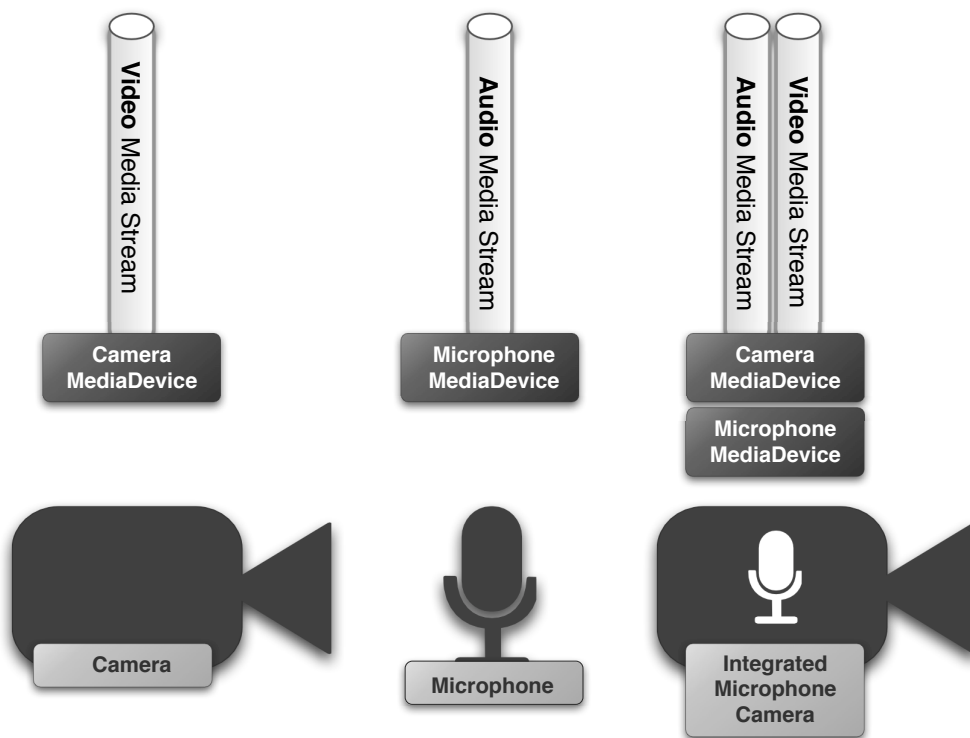 Video Media Stream
Audio Media Stream
Audio Media Stream
Video Media Stream
Camera
MediaDevice
Microphone
MediaDevice
Camera
MediaDevice
Microphone
MediaDevice
Camera
Microphone
Integrated
Microphone
Camera